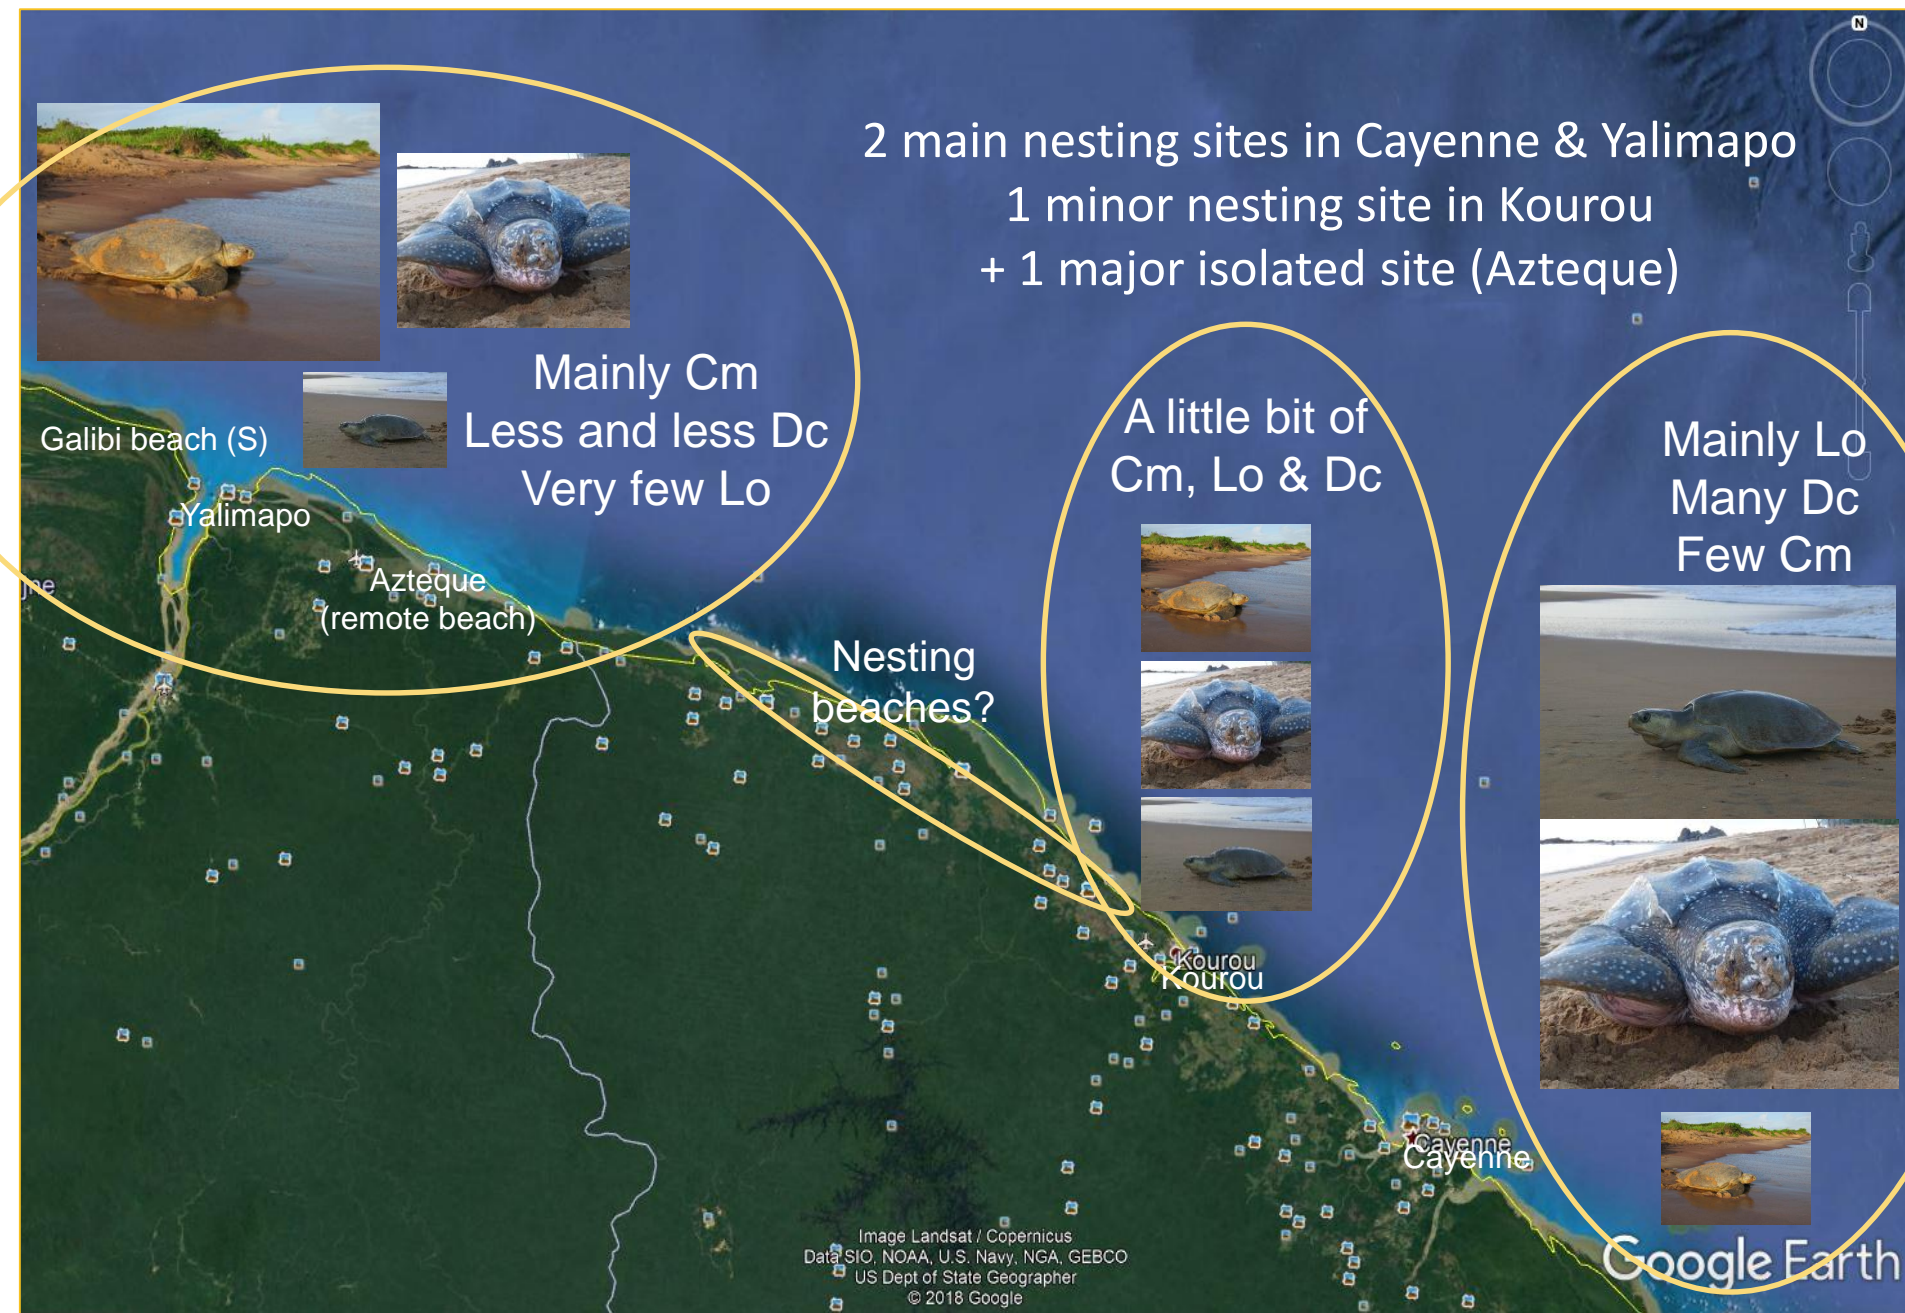 N
2 main nesting sites in Cayenne & Yalimapo
1 minor nesting site in Kourou
+ 1 major isolated site (Azteque)
Mainly Cm
Less and less Dc
Very few Lo
Galibi beach (S)
Yalimapo
Azteque
(remote beach)
Nesting
beaches?
A little bit of
Cm, Lo & Dc
Mainly Lo
Many Dc
Few Cm
Kourou
Kourou
Cayenne
Cayenne
Image Landsat / Copernicus
Data SIO, NOAA, U.S. Navy, NGA, GEBCO
US Dept of State Geographer
© 2018 Google
Google Earth